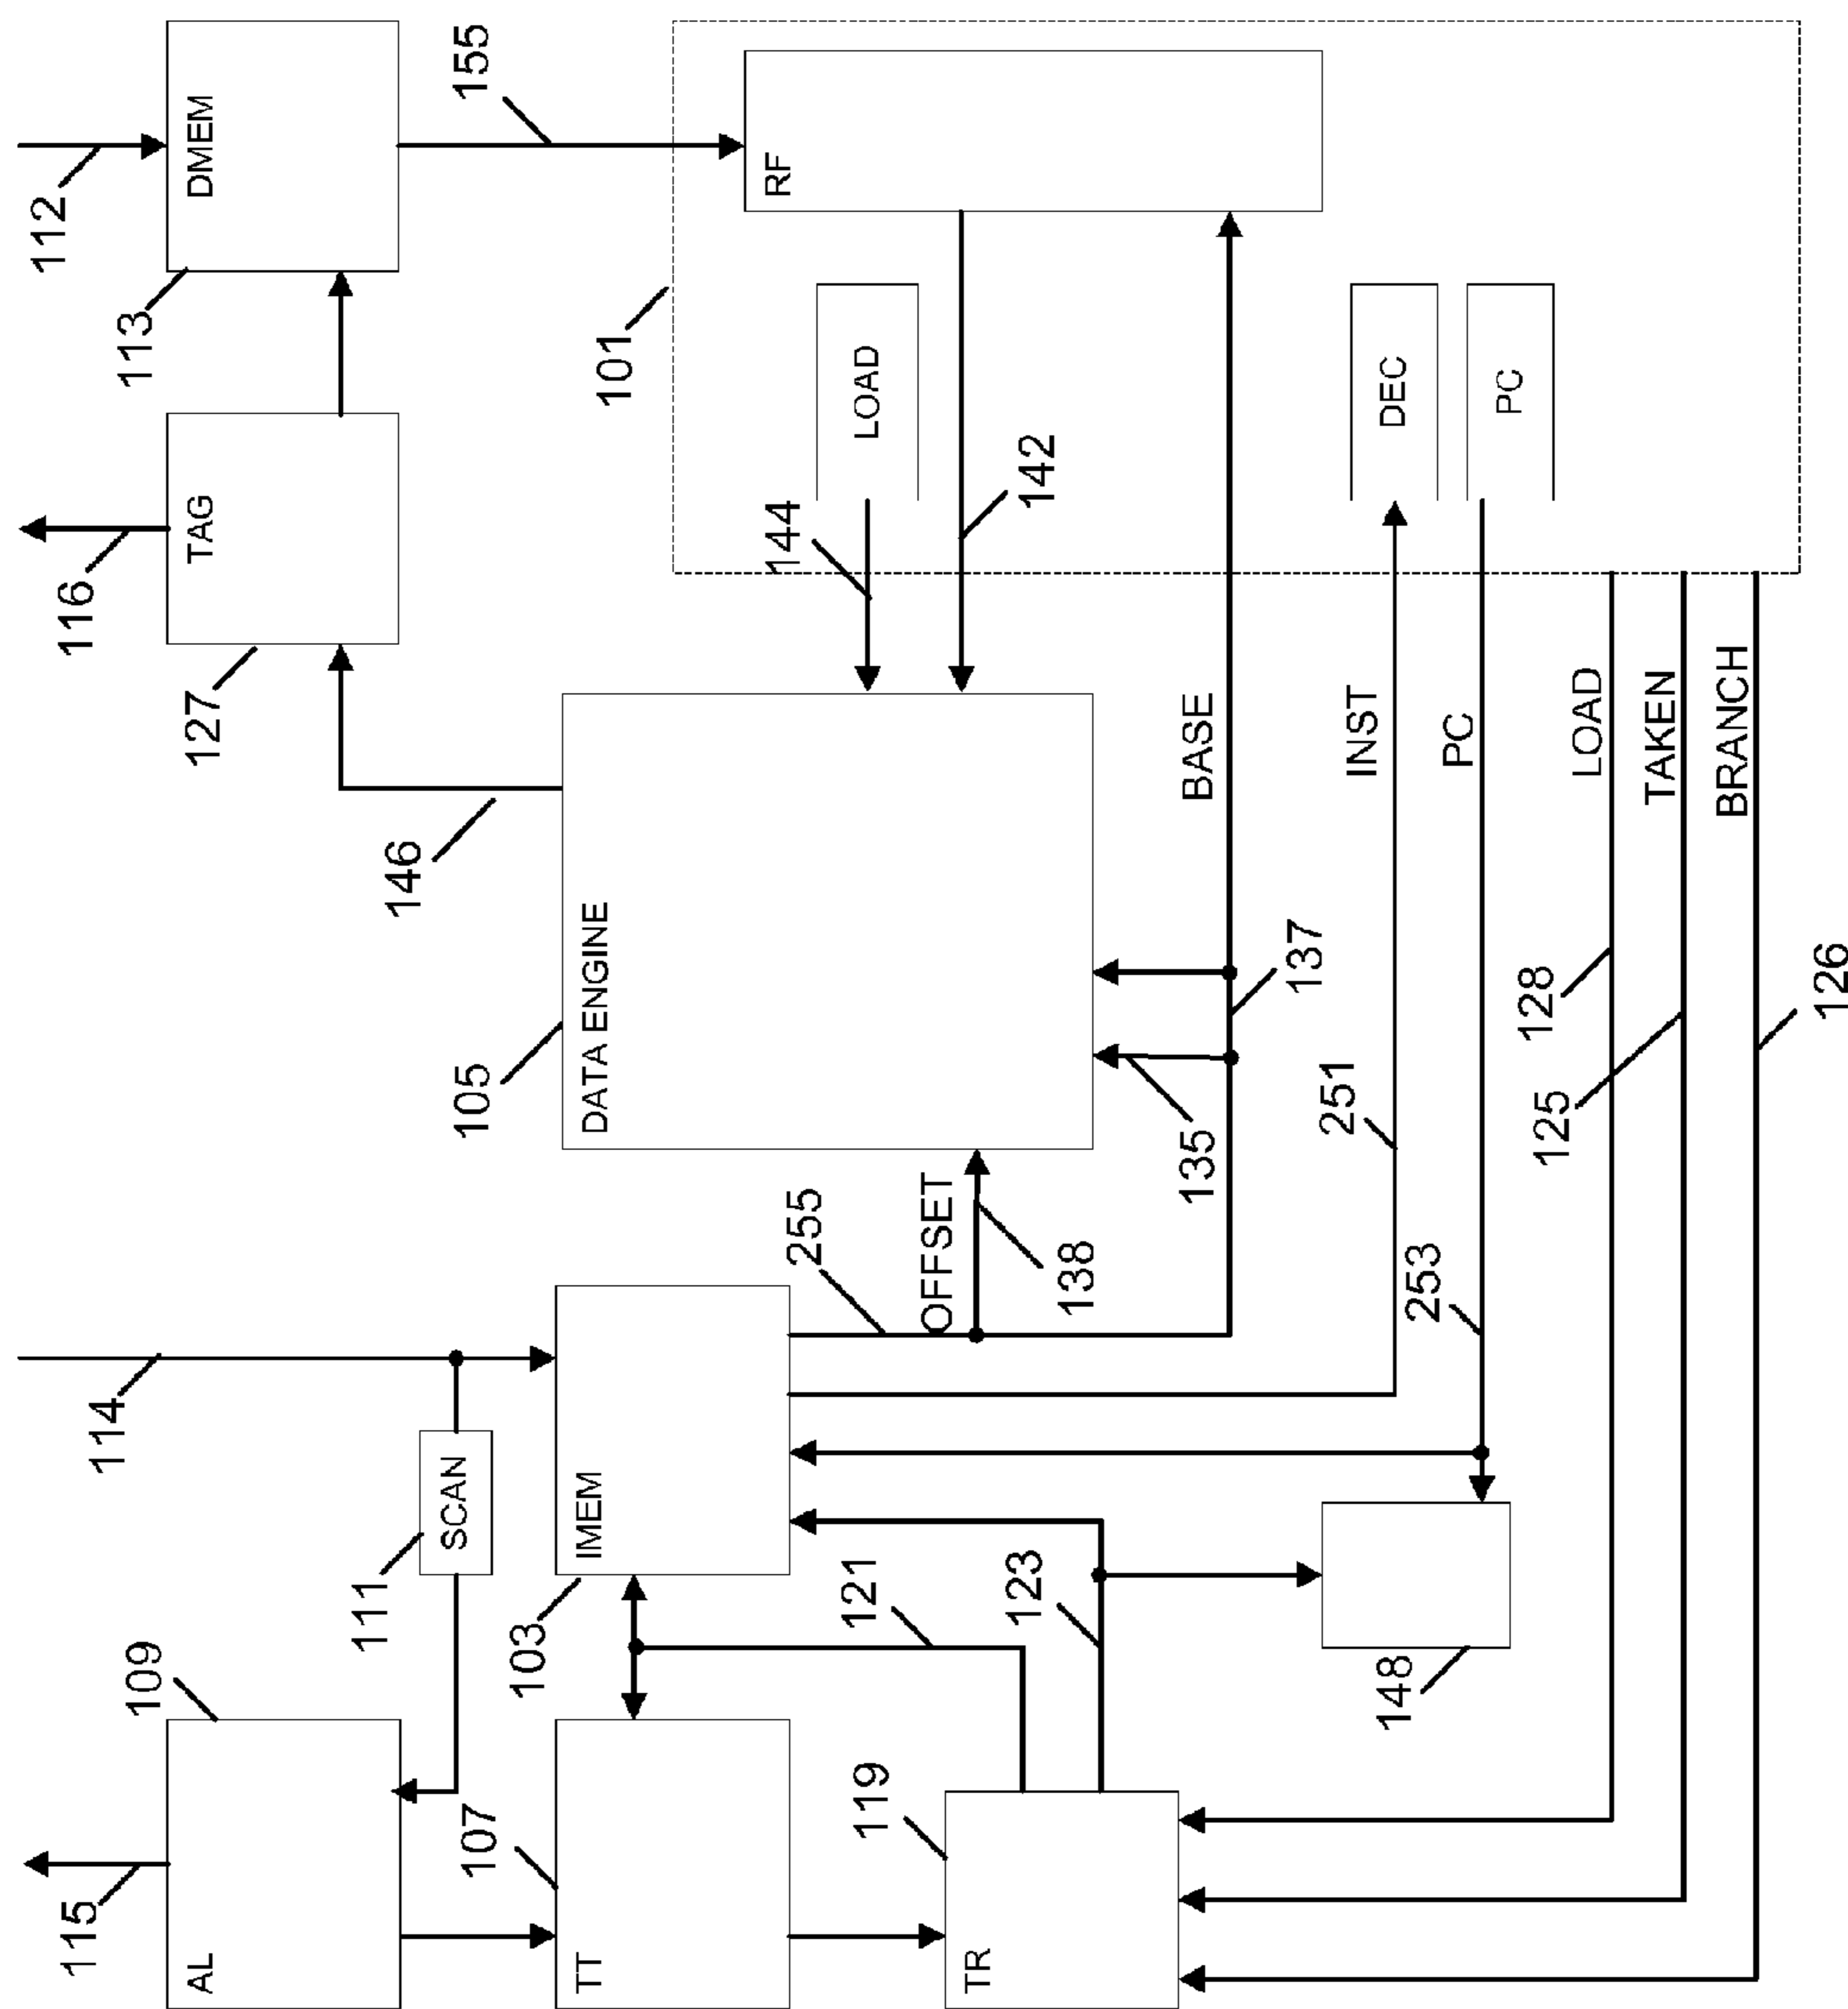 112
113
DMEM
155
116
127
TAG
146
101
RF
LOAD
144
142
DEC
PC
105
DATA ENGINE
BASE
137
135
INST
251
PC
253
LOAD
128
TAKEN
125
BRANCH
126
114
111
SCAN
103
IMEM
255
OFFSET
138
121
123
148
115
109
AL
107
TT
119
TR